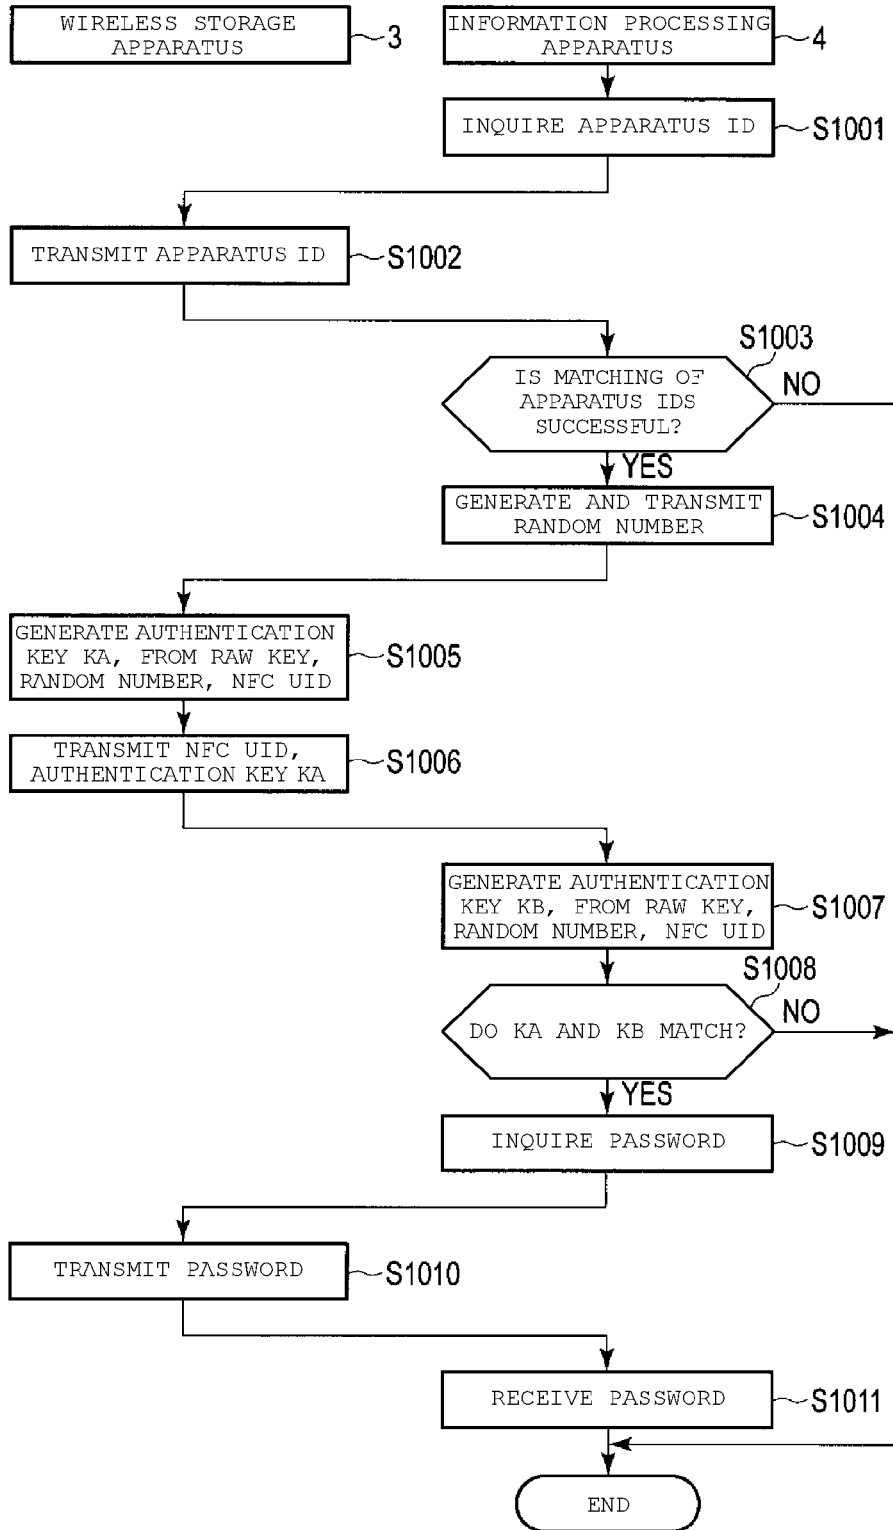 WIRELESS STORAGE
APPARATUS
3
INFORMATION PROCESSING
APPARATUS
4
INQUIRE APPARATUS ID
S1001
TRANSMIT APPARATUS ID
S1002
S1003
IS MATCHING OF
APPARATUS IDS
SUCCESSFUL?
NO
YES
GENERATE AND TRANSMIT
RANDOM NUMBER
S1004
GENERATE AUTHENTICATION
KEY KA, FROM RAW KEY,
RANDOM NUMBER, NFC UID
S1005
TRANSMIT NFC UID,
AUTHENTICATION KEY KA
S1006
GENERATE AUTHENTICATION
KEY KB, FROM RAW KEY,
RANDOM NUMBER, NFC UID
S1007
S1008
DO KA AND KB MATCH?
NO
YES
INQUIRE PASSWORD
S1009
TRANSMIT PASSWORD
S1010
RECEIVE PASSWORD
S1011
END